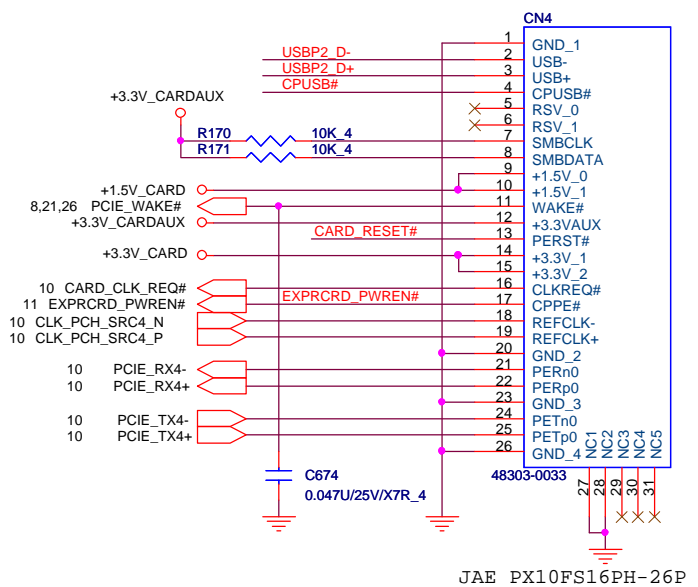 CN4
1 GND_1
USBP2_D- 2 USB-
USBP2_D+ 3 USB+
CPUSB# 4 CPUSB#
+3.3V_CARDAUX
5 RSV_0
6 RSV_1
R170 10K_4 7 SMBCLK
R171 10K_4 8 SMBDATA
9 +1.5V_0
+1.5V_CARD 10 +1.5V_1
8,21,26 PCIE_WAKE# 11 WAKE#
+3.3V_CARDAUX 12 +3.3VAUX
CARD_RESET# 13 PERST#
+3.3V_CARD 14 +3.3V_1
15 +3.3V_2
10 CARD_CLK_REQ# 16 CLKREQ#
11 EXPRCRD_PWREN# EXPRCRD_PWREN# 17 CPPE#
10 CLK_PCH_SRC4_N 18 REFCLK-
10 CLK_PCH_SRC4_P 19 REFCLK+
20 GND_2
10 PCIE_RX4- 21 PERn0
10 PCIE_RX4+ 22 PERp0
23 GND_3
10 PCIE_TX4- 24 PETn0
10 PCIE_TX4+ 25 PETp0
26 GND_4
NC1 NC2 NC3 NC4 NC5
C674
0.047U/25V/X7R_4
48303-0033
27 28 29 30 31
JAE PX10FS16PH-26P